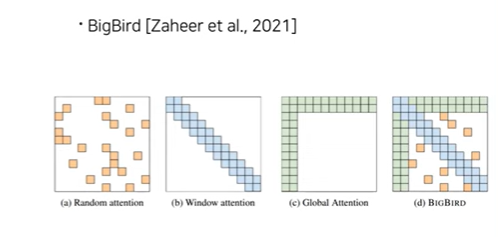 · BigBird [Zaheer et al., 2021]
(a) Random attention (b) Window attention (c) Global Attention (d) BIGBIRD